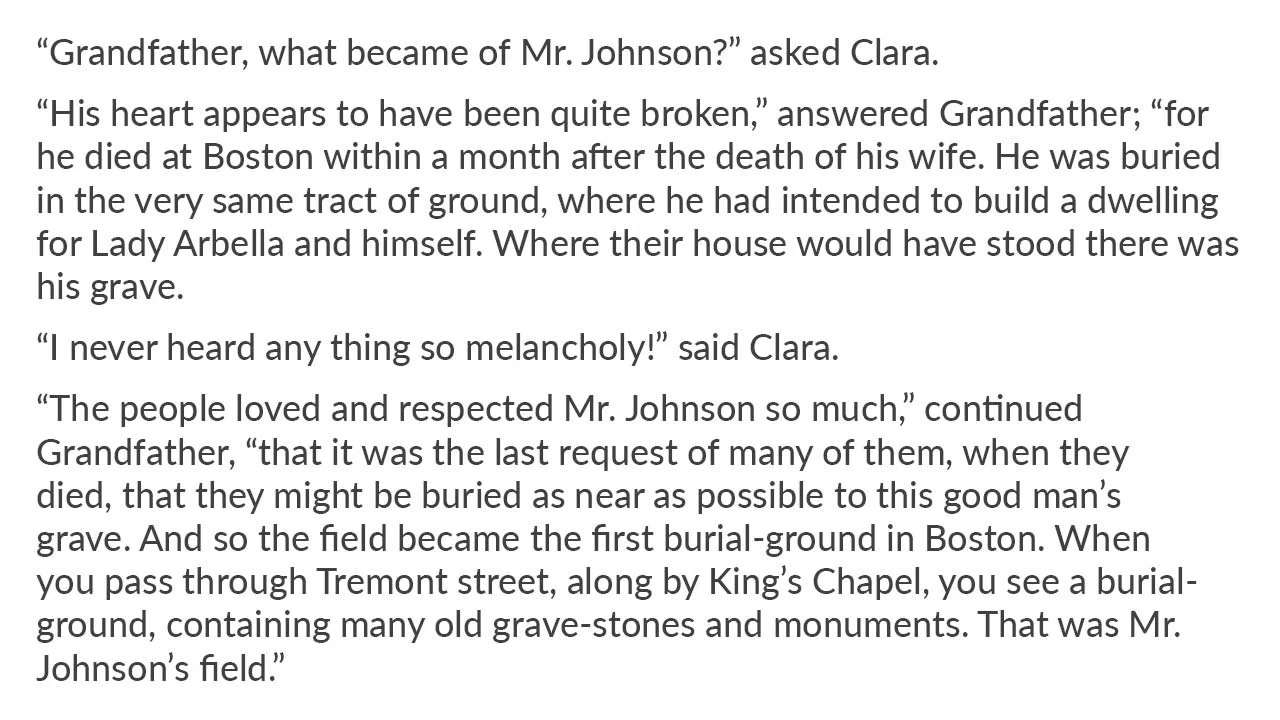 “Grandfather, what became of Mr. Johnson?” asked Clara.
“His heart appears to have been quite broken,” answered Grandfather; “for
he died at Boston within a month after the death of his wife. He was buried
in the very same tract of ground, where he had intended to build a dwelling
for Lady Arbella and himself. Where their house would have stood there was
his grave.
“I never heard any thing so melancholy!” said Clara.
“The people loved and respected Mr. Johnson so much,” continued
Grandfather, “that it was the last request of many of them, when they
died, that they might be buried as near as possible to this good man’s
grave. And so the field became the first burial-ground in Boston. When
you pass through Tremont street, along by King’s Chapel, you see a burial-
ground, containing many old grave-stones and monuments. That was Mr.
Johnson’s field.”